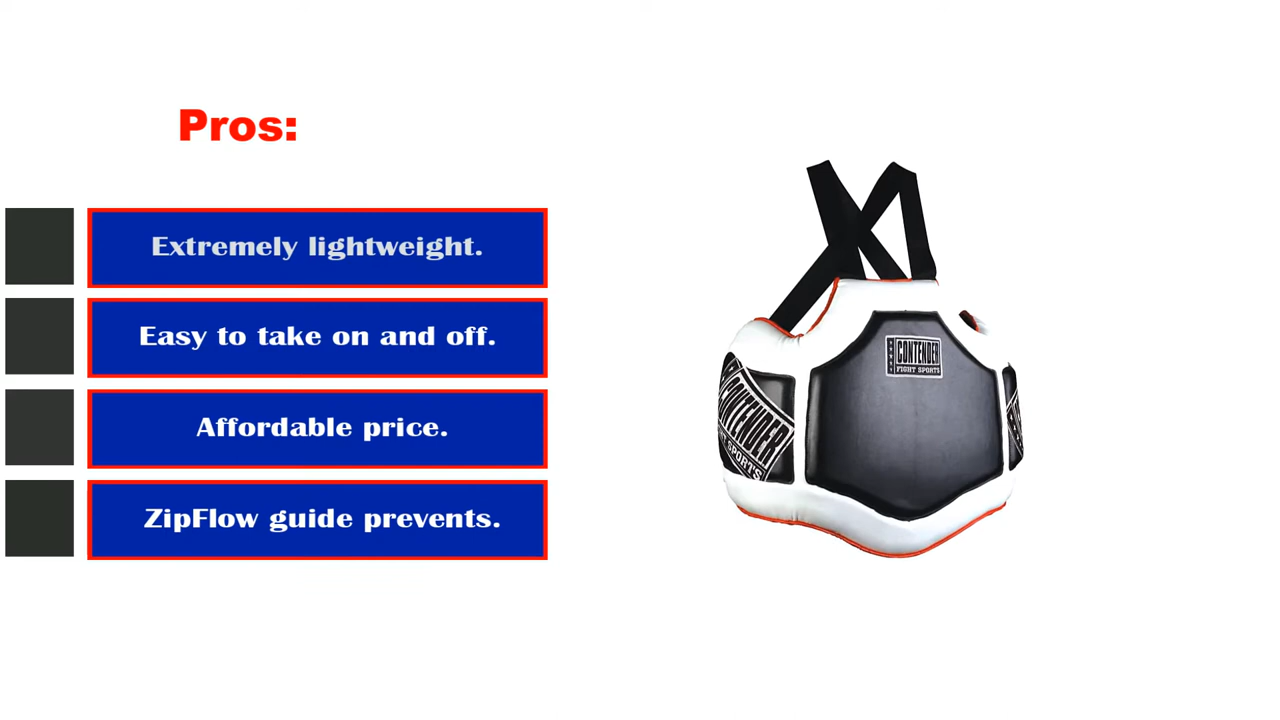 Pros:
Extremely lightweight.
Easy to take on and off.
Affordable price.
ZipFlow guide prevents.
CONTENDER
FIGHT SPORTS
CONTENDER
FIGHT SPORTS